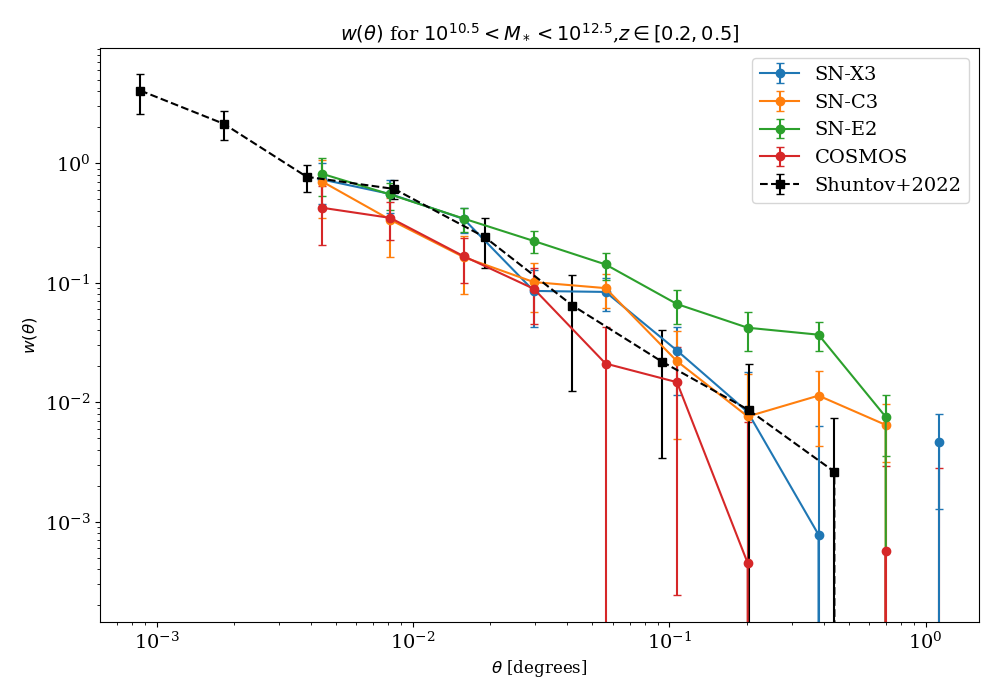 w(θ) for 10^10.5 < M_* < 10^12.5, z ∈ [0.2, 0.5]
SN-X3
SN-C3
SN-E2
COSMOS
Shuntov+2022
w(θ)
10^0
10^−1
10^−2
10^−3
10^−3
10^−2
10^−1
10^0
θ [degrees]